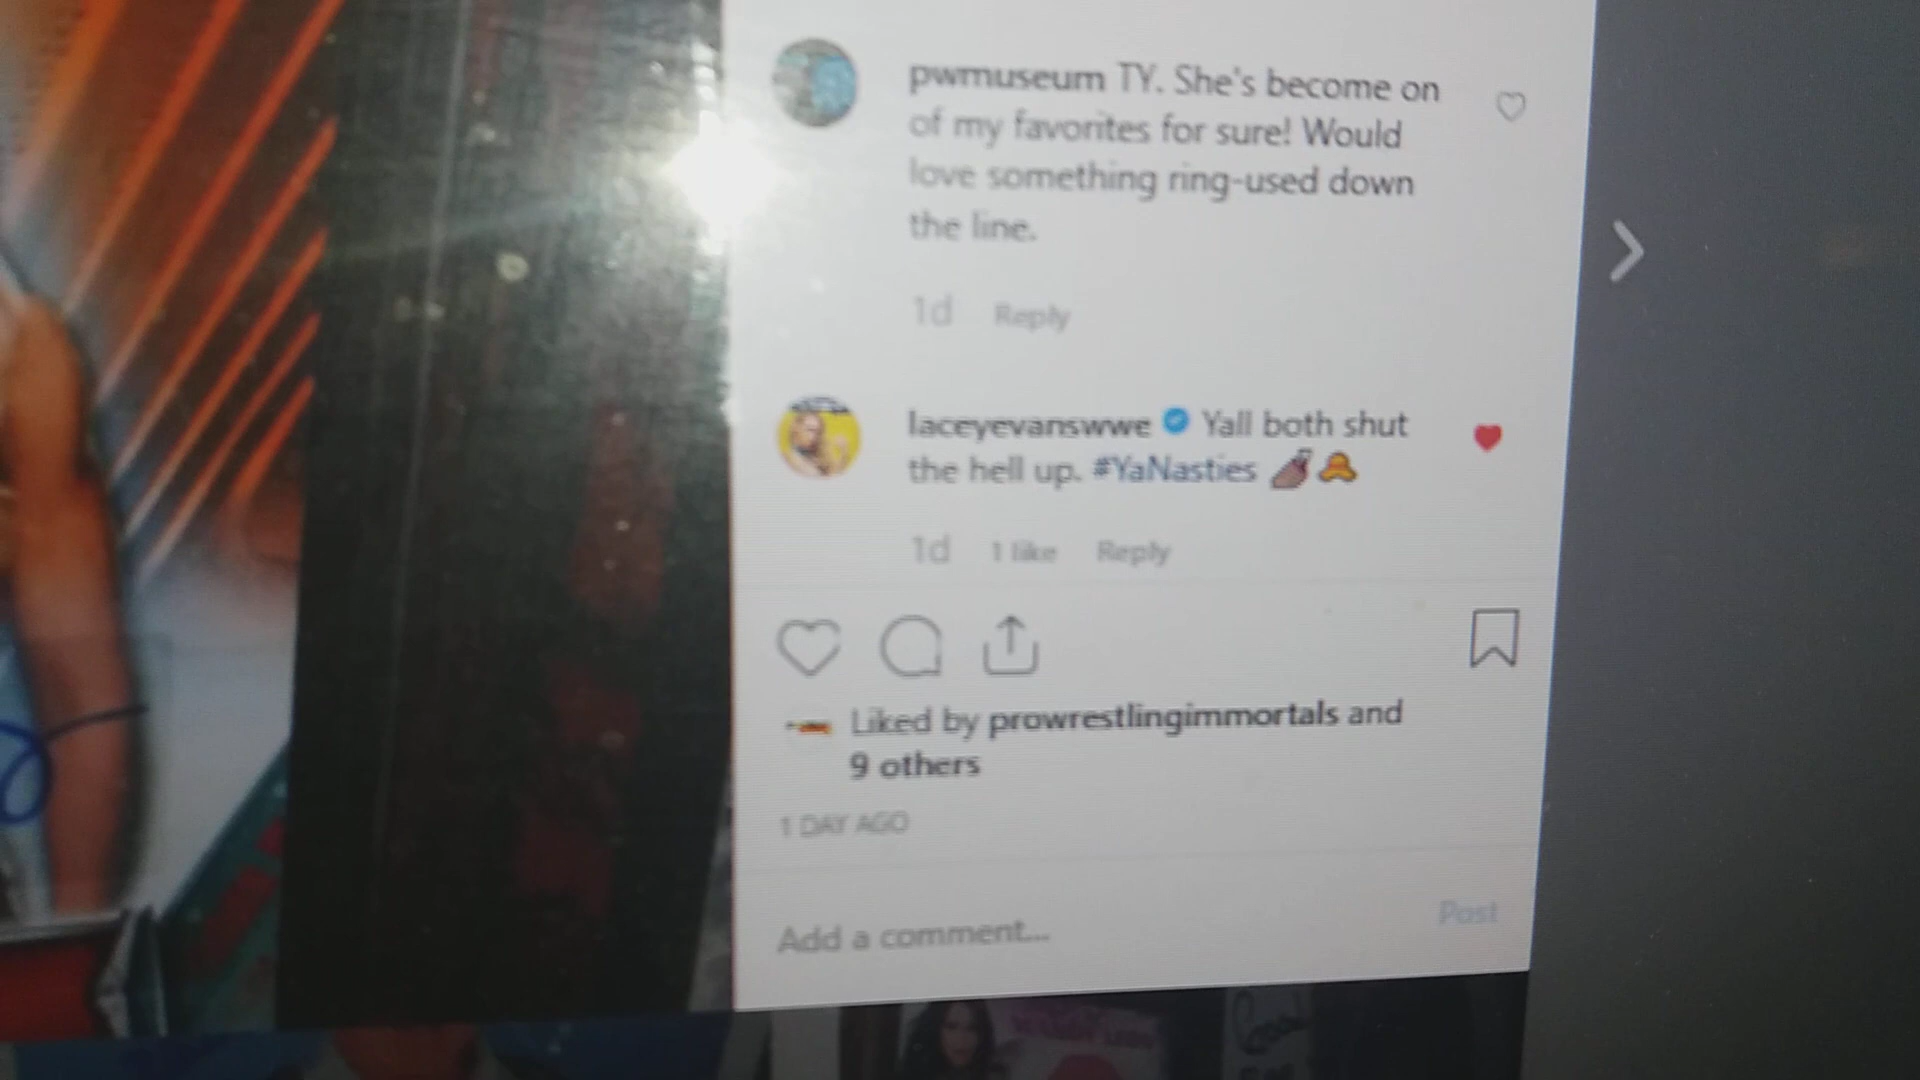 pwmuseum TY. She's become on
of my favorites for sure! Would
love something ring-used down
the line.
1d Reply
laceyevanswwe Yall both shut
the hell up. #YaNasties 💅🏾👒
1d 1 like Reply
Liked by prowrestlingimmortals and
9 others
1 DAY AGO
Add a comment...
Post